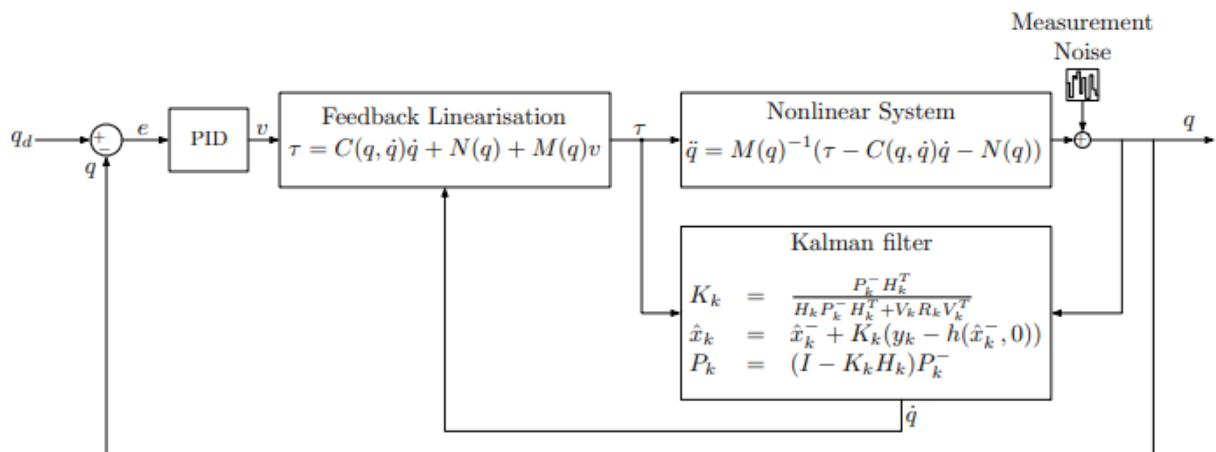 Measurement
Noise
q_d
+
−
q
e
PID
v
Feedback Linearisation
τ = C(q, q̇)q̇ + N(q) + M(q)v
τ
Nonlinear System
q̈ = M(q)⁻¹(τ − C(q, q̇)q̇ − N(q))
+
q
Kalman filter
K_k = \frac{P_k^- H_k^T}{H_k P_k^- H_k^T + V_k R_k V_k^T}
x̂_k = x̂_k^- + K_k(y_k − h(x̂_k^-, 0))
P_k = (I − K_k H_k)P_k^-
q̇